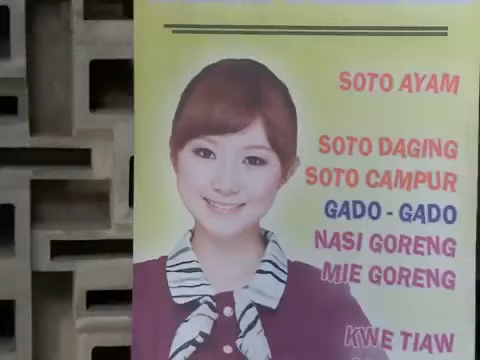 SOTO AYAM
SOTO DAGING
SOTO CAMPUR
GADO - GADO
NASI GORENG
MIE GORENG
KWE TIAW